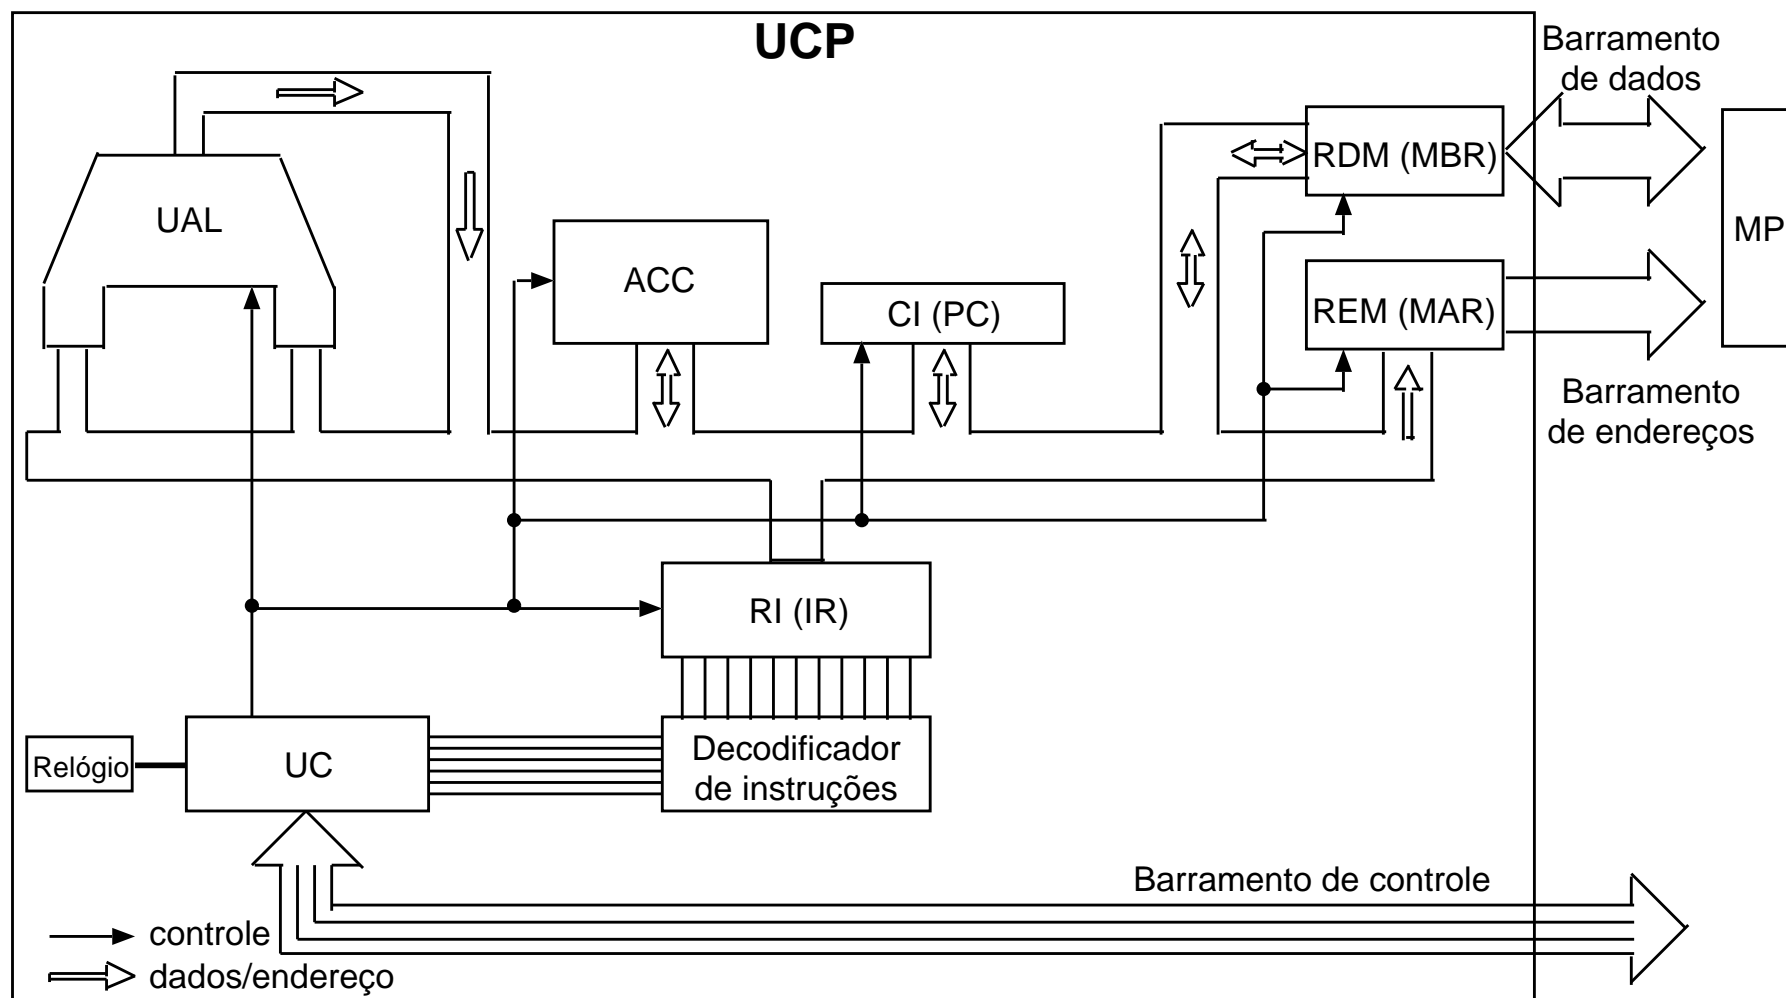 UCP
Barramento
de dados
RDM (MBR)
UAL
MP
ACC
CI (PC)
REM (MAR)
Barramento
de endereços
RI (IR)
Relógio
UC
Decodificador
de instruções
Barramento de controle
controle
dados/endereço